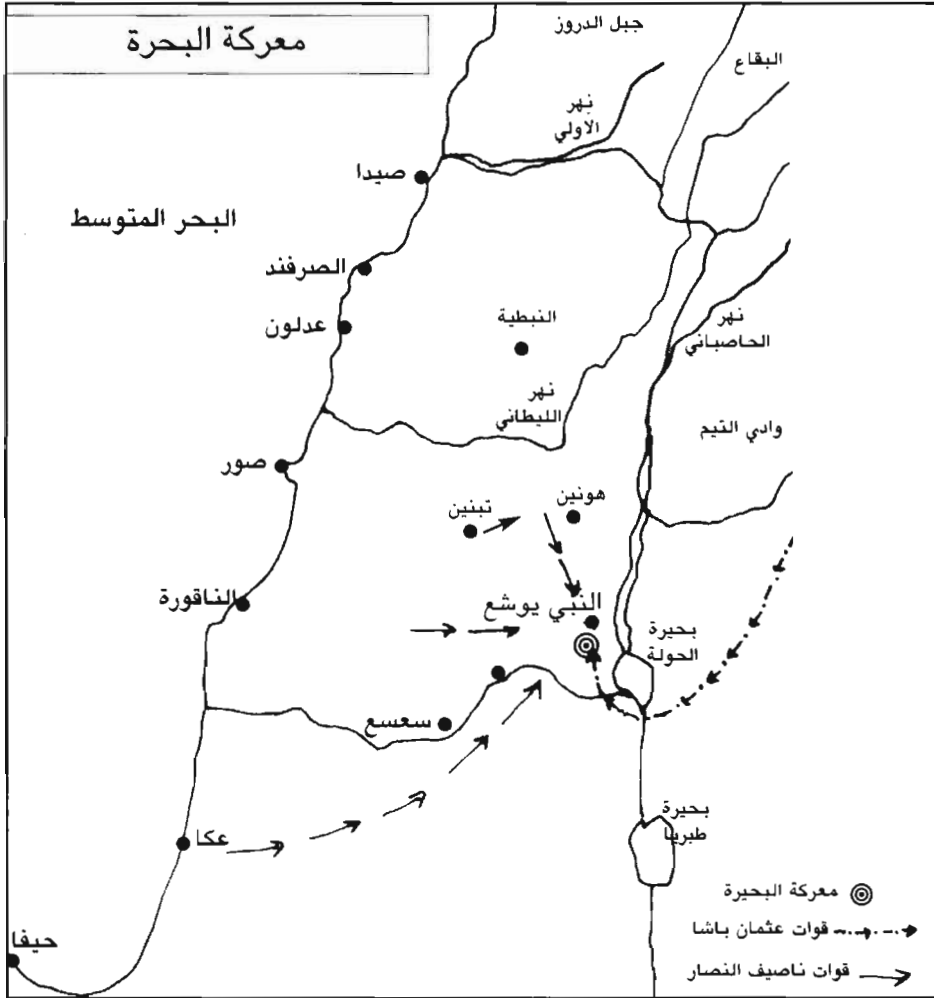 معركة البحرة
جبل الدروز
البقاع
نهر
الاولي
صيدا
البحر المتوسط
الصرفند
عدلون
النبطية
نهر
الحاصباني
نهر
الليطاني
وادي التيم
صور
هونين
تبنين
الناقورة
النبي يوشع
بحيرة
الحولة
سعسع
بحيرة
طبريا
عكا
معركة البحيرة
قوات عثمان باشا
حيفا
قوات ناصيف النصار